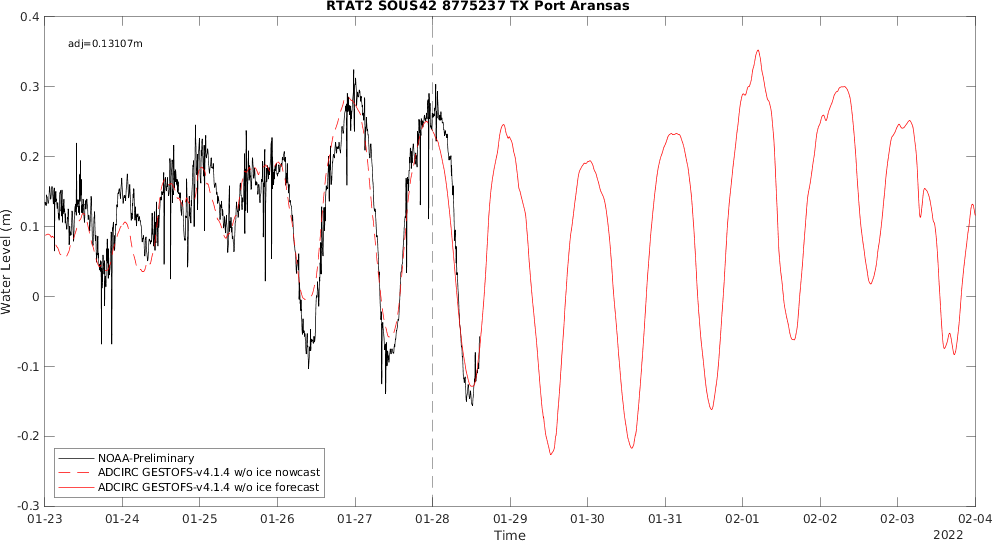 RTAT2 SOUS42 8775237 TX Port Aransas
adj=0.13107m
Water Level (m)
0.4
0.3
0.2
0.1
0
-0.1
-0.2
-0.3
NOAA-Preliminary
ADCIRC GESTOFS-v4.1.4 w/o ice nowcast
ADCIRC GESTOFS-v4.1.4 w/o ice forecast
01-23 01-24 01-25 01-26 01-27 01-28 01-29 01-30 01-31 02-01 02-02 02-03 02-04
Time
2022